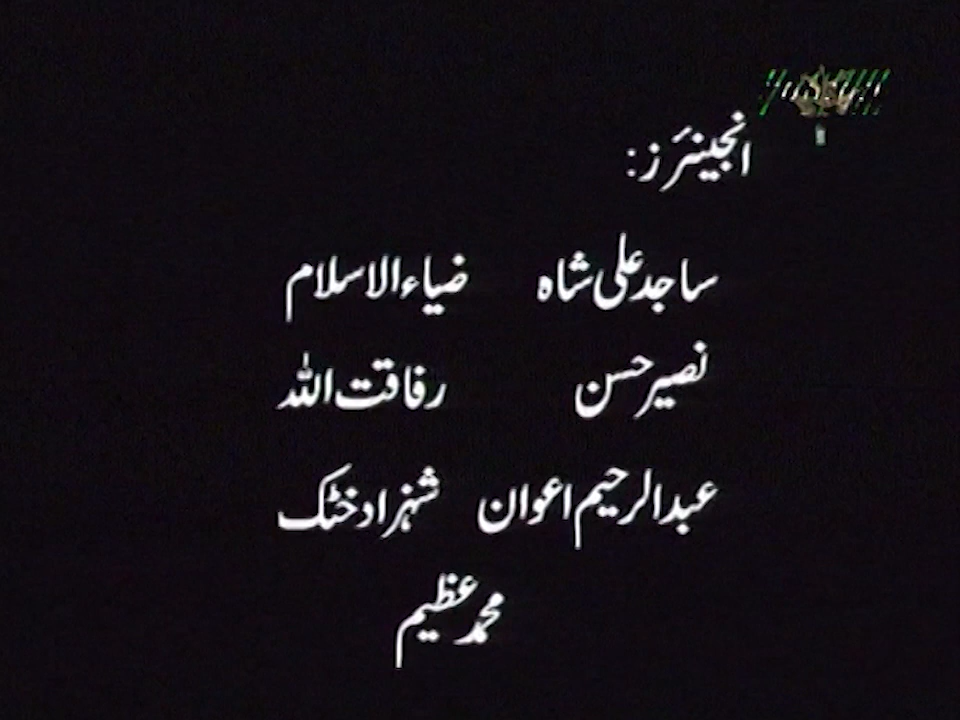 انجینئرز:
ساجد علی شاہ ضیاء الاسلام
نصیر حسن رفاقت اللہ
عبدالرحیم اعوان شہزاد خٹک
محمد عظیم